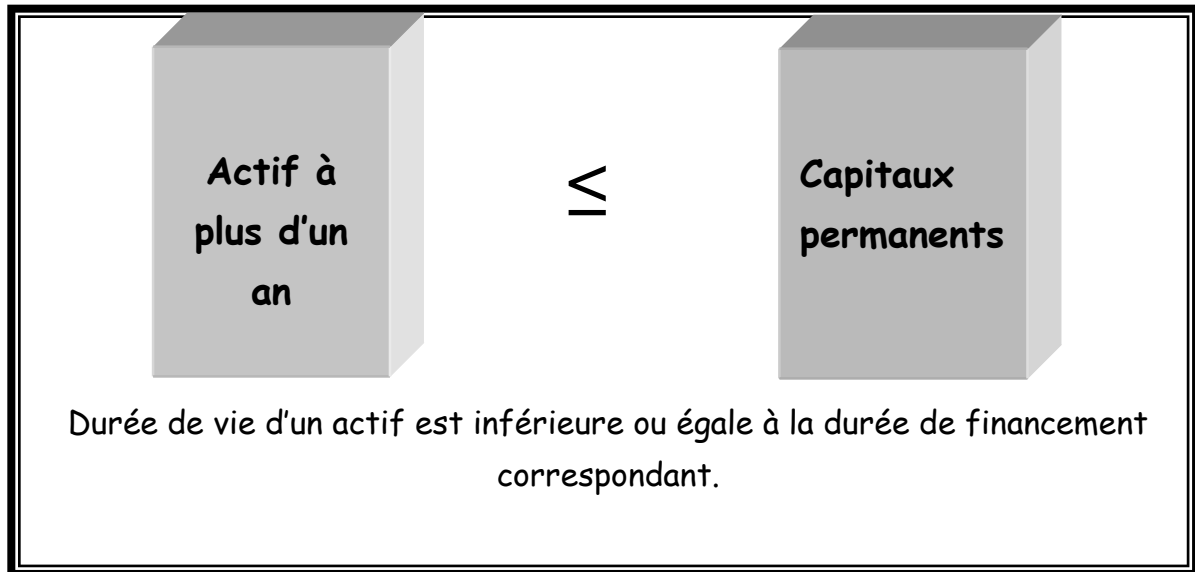 Actif à
plus d'un
an
≤
Capitaux
permanents
Durée de vie d'un actif est inférieure ou égale à la durée de financement
correspondant.